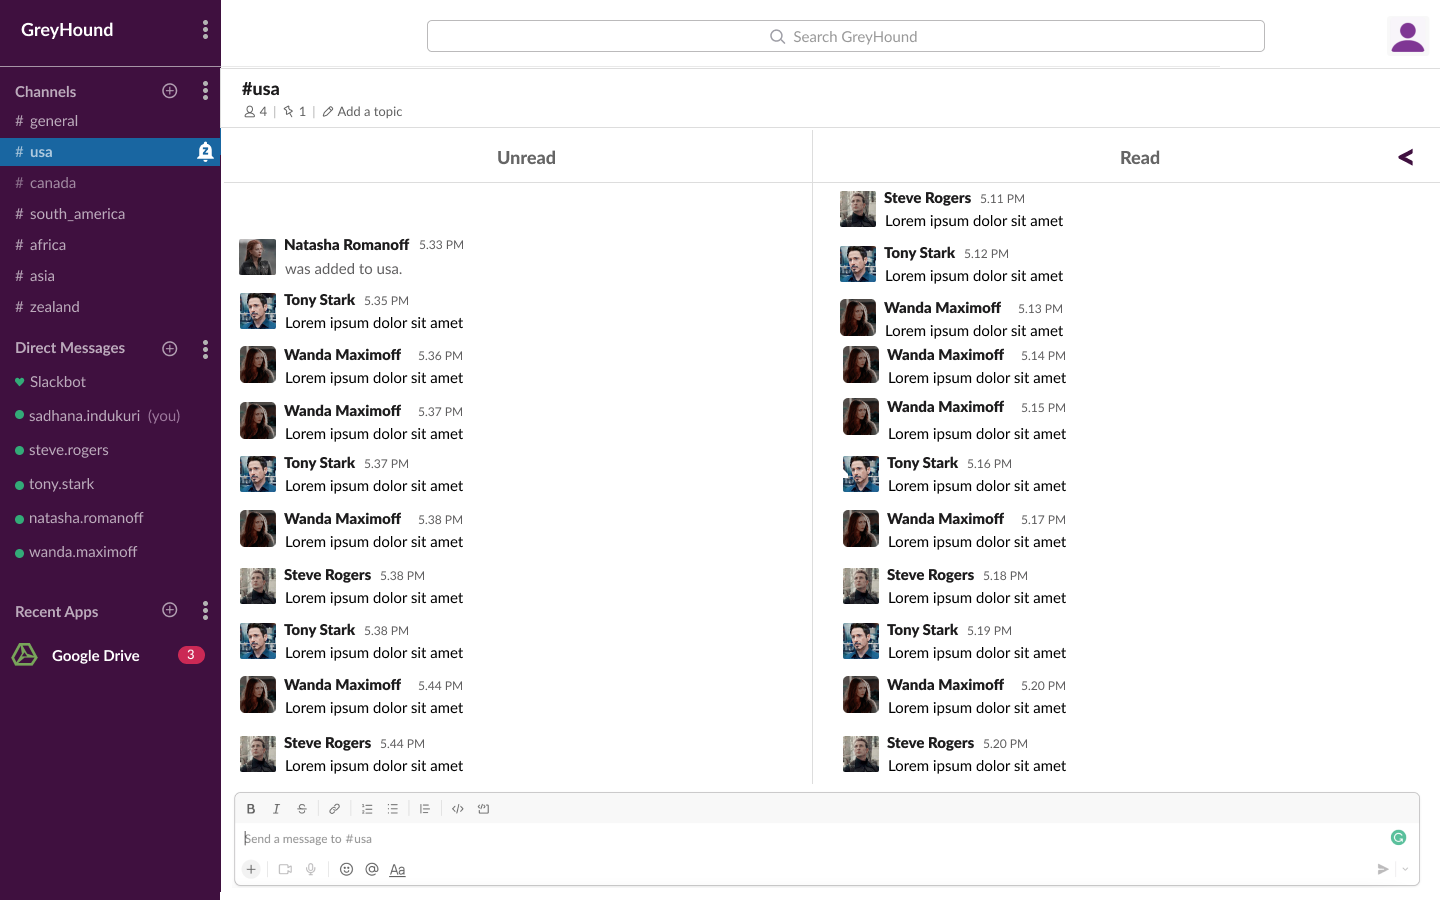 GreyHound
Search GreyHound
Channels
# general
# usa
# canada
# south_america
# africa
# asia
# zealand
Direct Messages
Slackbot
sadhana.indukuri (you)
steve.rogers
tony.stark
natasha.romanoff
wanda.maximoff
Recent Apps
Google Drive 3
#usa
4 | 1 | Add a topic
Unread
Natasha Romanoff 5.33 PM
was added to usa.
Tony Stark 5.35 PM
Lorem ipsum dolor sit amet
Wanda Maximoff 5.36 PM
Lorem ipsum dolor sit amet
Wanda Maximoff 5.37 PM
Lorem ipsum dolor sit amet
Tony Stark 5.37 PM
Lorem ipsum dolor sit amet
Wanda Maximoff 5.38 PM
Lorem ipsum dolor sit amet
Steve Rogers 5.38 PM
Lorem ipsum dolor sit amet
Tony Stark 5.38 PM
Lorem ipsum dolor sit amet
Wanda Maximoff 5.44 PM
Lorem ipsum dolor sit amet
Steve Rogers 5.44 PM
Lorem ipsum dolor sit amet
Read <
Steve Rogers 5.11 PM
Lorem ipsum dolor sit amet
Tony Stark 5.12 PM
Lorem ipsum dolor sit amet
Wanda Maximoff 5.13 PM
Lorem ipsum dolor sit amet
Wanda Maximoff 5.14 PM
Lorem ipsum dolor sit amet
Wanda Maximoff 5.15 PM
Lorem ipsum dolor sit amet
Tony Stark 5.16 PM
Lorem ipsum dolor sit amet
Wanda Maximoff 5.17 PM
Lorem ipsum dolor sit amet
Steve Rogers 5.18 PM
Lorem ipsum dolor sit amet
Tony Stark 5.19 PM
Lorem ipsum dolor sit amet
Wanda Maximoff 5.20 PM
Lorem ipsum dolor sit amet
Steve Rogers 5.20 PM
Lorem ipsum dolor sit amet
B I S
Send a message to #usa
+ @ Aa